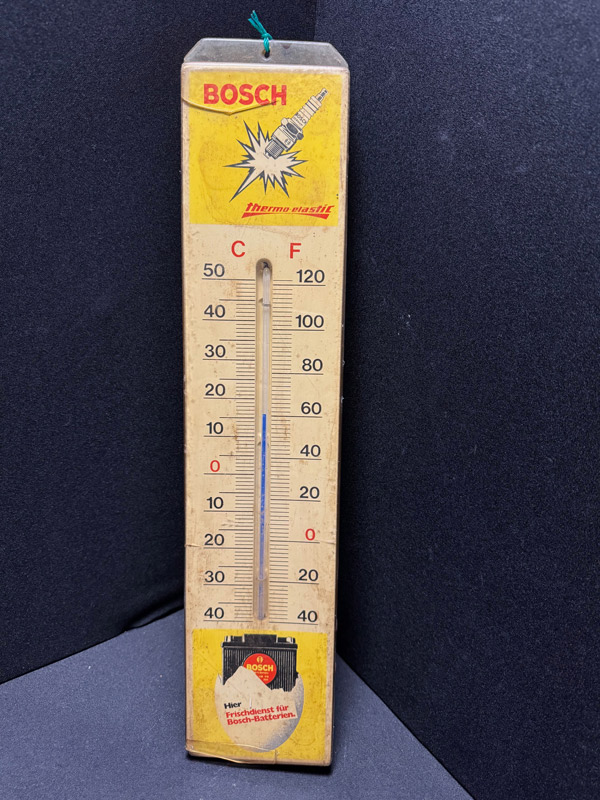 BOSCH
thermo-elastic
C F
50 120
40 100
30 80
20 60
10 40
0 20
10 0
20 20
30 40
40
BOSCH
Hier
Frischdienst für
Bosch-Batterien.